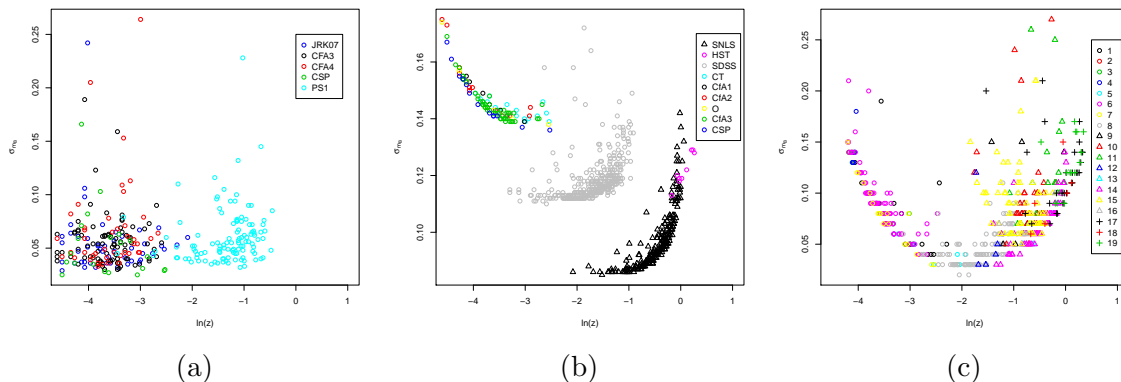 0.25
0.20
0.15
0.10
0.05
σm_b
−4 −3 −2 −1 0 1
ln(z)
JRK07
CFA3
CFA4
CSP
PS1
(a)
0.16
0.14
0.12
0.10
σm_b
−4 −3 −2 −1 0 1
ln(z)
SNLS
HST
SDSS
CT
CfA1
CfA2
O
CfA3
CSP
(b)
0.25
0.20
0.15
0.10
0.05
σm_b
−4 −3 −2 −1 0 1
ln(z)
1
2
3
4
5
6
7
8
9
10
11
12
13
14
15
16
17
18
19
(c)